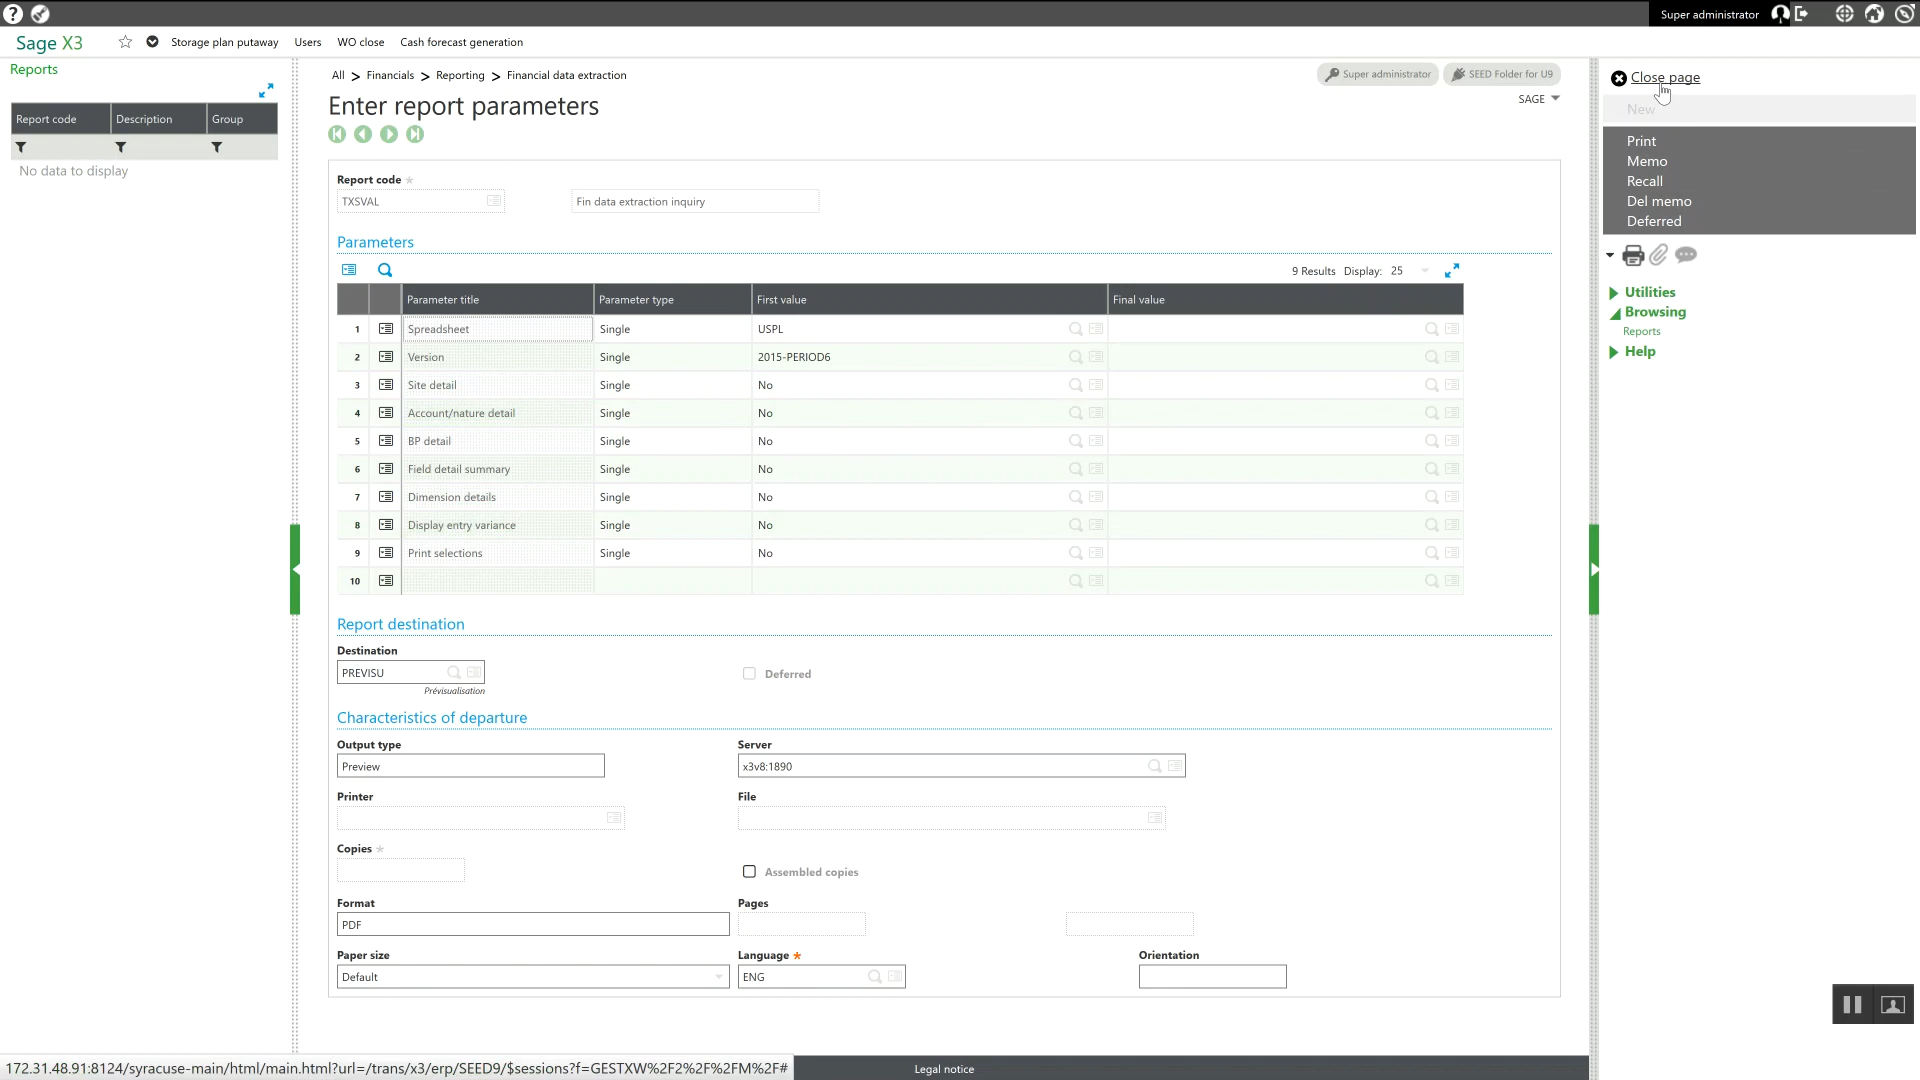 Super administrator
Sage X3
Storage plan putaway Users WO close Cash forecast generation
Reports
Report code Description Group
No data to display
All > Financials > Reporting > Financial data extraction
Super administrator SEED Folder for U9
SAGE
Enter report parameters
Report code *
TXSVAL Fin data extraction inquiry
Parameters
9 Results Display: 25
Parameter title Parameter type First value Final value
1 Spreadsheet Single USPL
2 Version Single 2015-PERIOD6
3 Site detail Single No
4 Account/nature detail Single No
5 BP detail Single No
6 Field detail summary Single No
7 Dimension details Single No
8 Display entry variance Single No
9 Print selections Single No
10
Report destination
Destination
PREVISU Deferred
Prévisualisation
Characteristics of departure
Output type Server
Preview x3v8:1890
Printer File
Copies *
Assembled copies
Format Pages
PDF
Paper size Language * Orientation
Default ENG
Close page
New
Print
Memo
Recall
Del memo
Deferred
Utilities
Browsing
Reports
Help
172.31.48.91:8124/syracuse-main/html/main.html?url=/trans/x3/erp/SEED9/$sessions?f=GESTXW%2F2%2F%2FM%2F# Legal notice